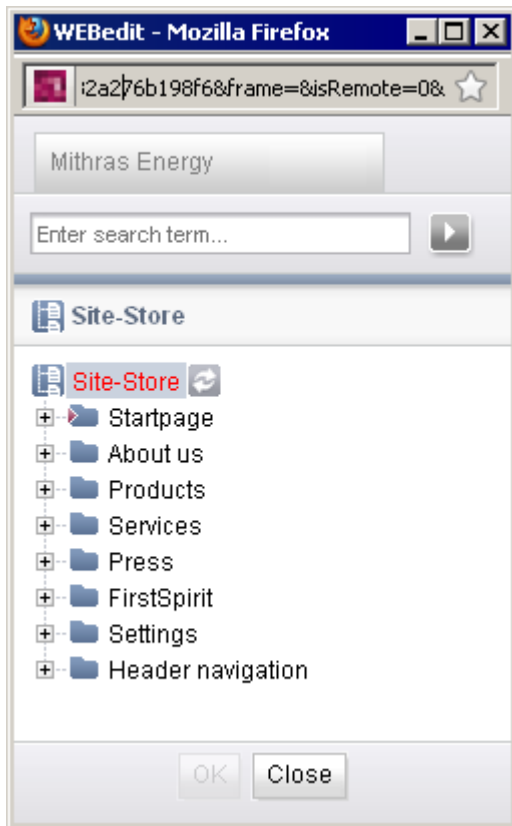 WEBedit - Mozilla Firefox
:2a276b198f6&frame=&isRemote=0&
Mithras Energy
Enter search term...
Site-Store
Site-Store
Startpage
About us
Products
Services
Press
FirstSpirit
Settings
Header navigation
OK Close